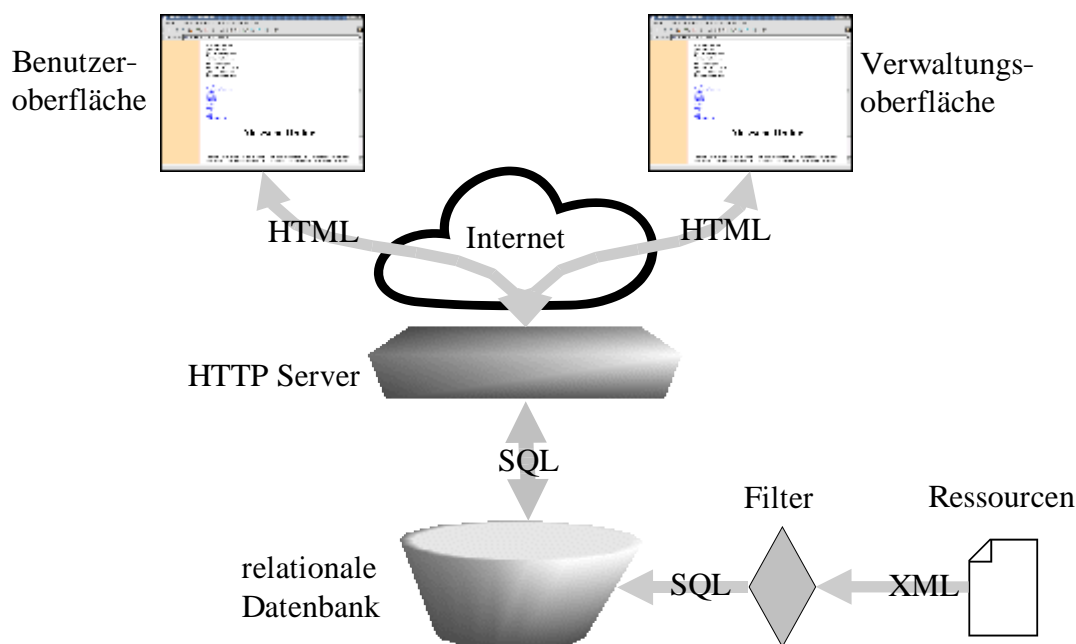 Benutzer-
oberfläche
Verwaltungs-
oberfläche
HTML
Internet
HTML
HTTP Server
SQL
Filter
Ressourcen
relationale
Datenbank
SQL
XML